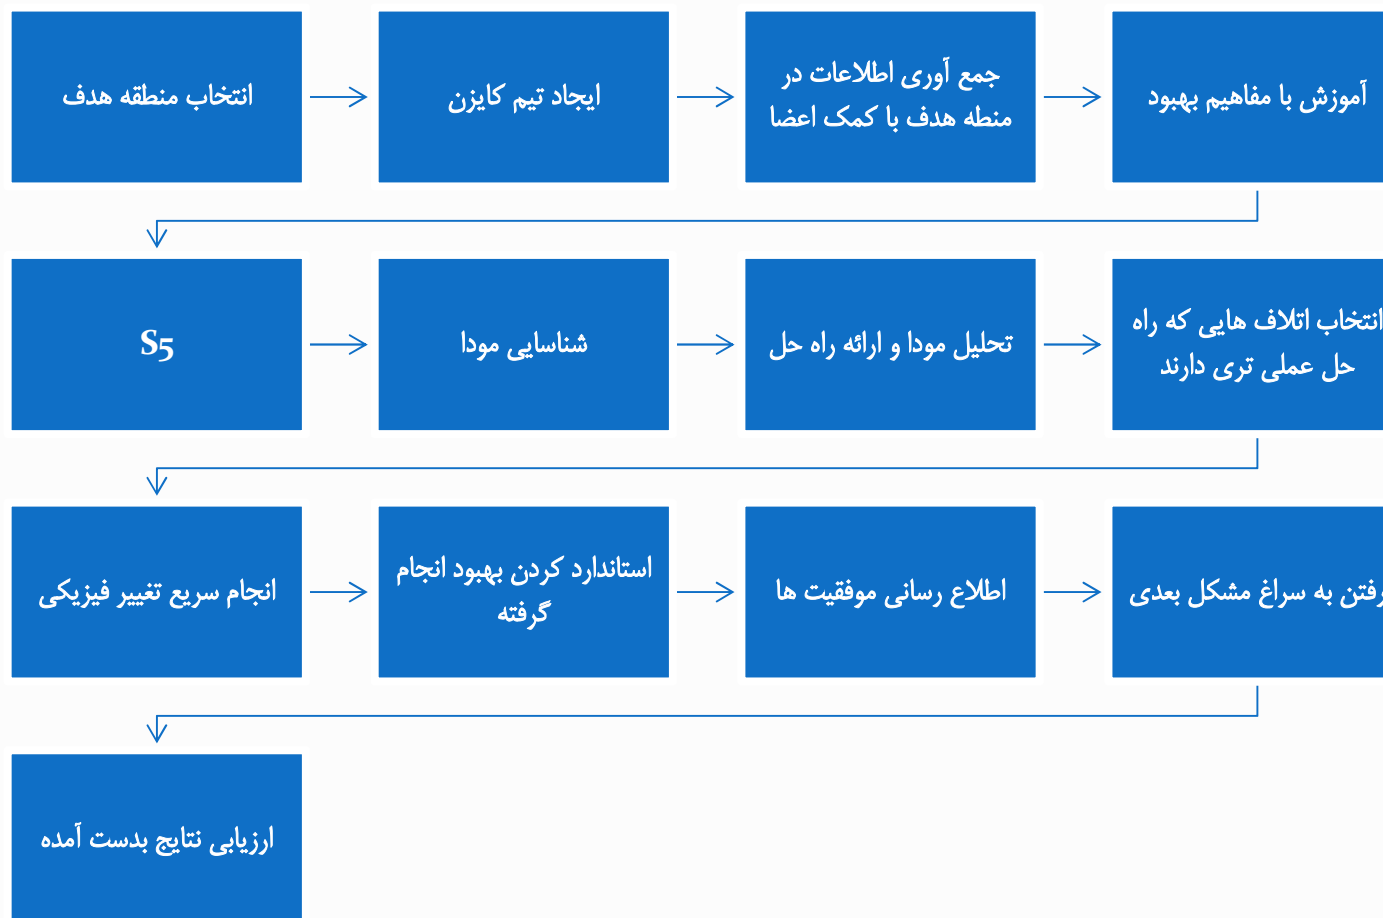 انتخاب منطقه هدف
ایجاد تیم کایزن
جمع آوری اطلاعات در
منطه هدف با کمک اعضا
آموزش با مفاهیم بهبود
S5
شناسایی مودا
تحلیل مودا و ارائه راه حل
انتخاب اتلاف هایی که راه
حل عملی تری دارند
انجام سریع تغییر فیزیکی
استاندارد کردن بهبود انجام
گرفته
اطلاع رسانی موفقیت ها
رفتن به سراغ مشکل بعدی
ارزیابی نتایج بدست آمده